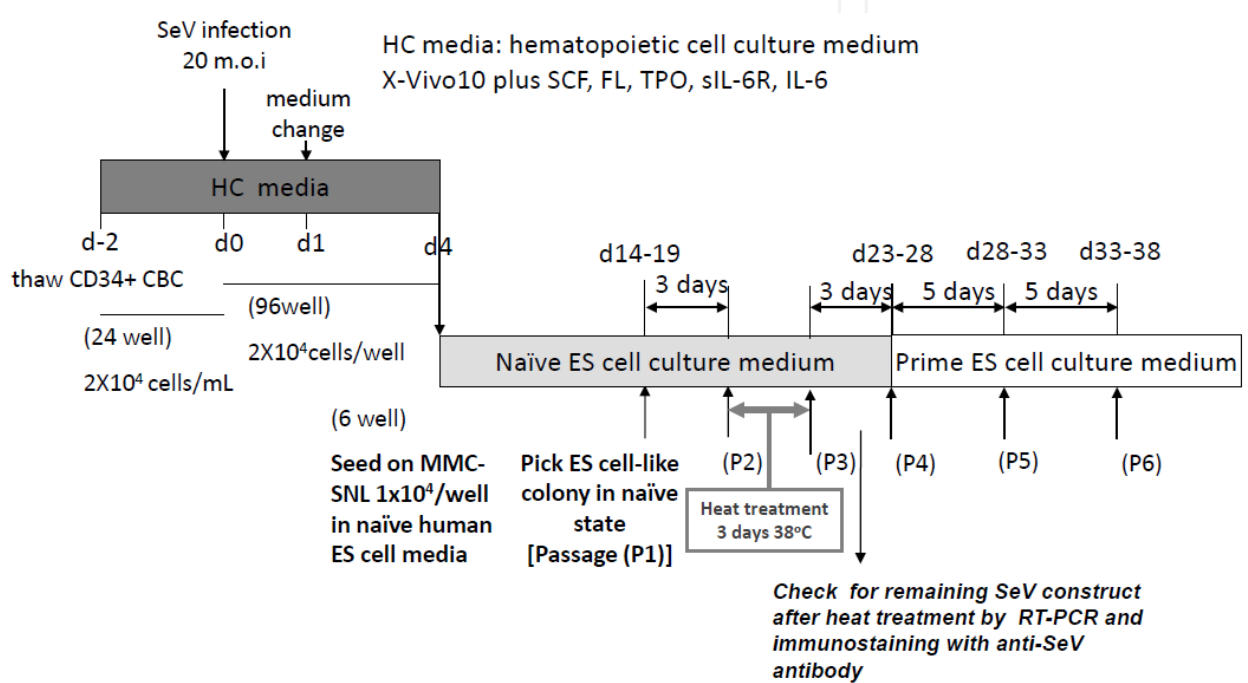 SeV infection
20 m.o.i
HC media: hematopoietic cell culture medium
X-Vivo10 plus SCF, FL, TPO, sIL-6R, IL-6
medium
change
HC media
d-2
d0
d1
d4
thaw CD34+ CBC
(24 well)
2X10⁴ cells/mL
(96well)
2X10⁴cells/well
d14-19
d23-28
d28-33
d33-38
3 days
3 days
5 days
5 days
Naïve ES cell culture medium
Prime ES cell culture medium
(6 well)
Seed on MMC-
SNL 1x10⁴/well
in naïve human
ES cell media
Pick ES cell-like
colony in naïve
state
[Passage (P1)]
(P2)
(P3)
(P4)
(P5)
(P6)
Heat treatment
3 days 38ºC
Check for remaining SeV construct
after heat treatment by RT-PCR and
immunostaining with anti-SeV
antibody